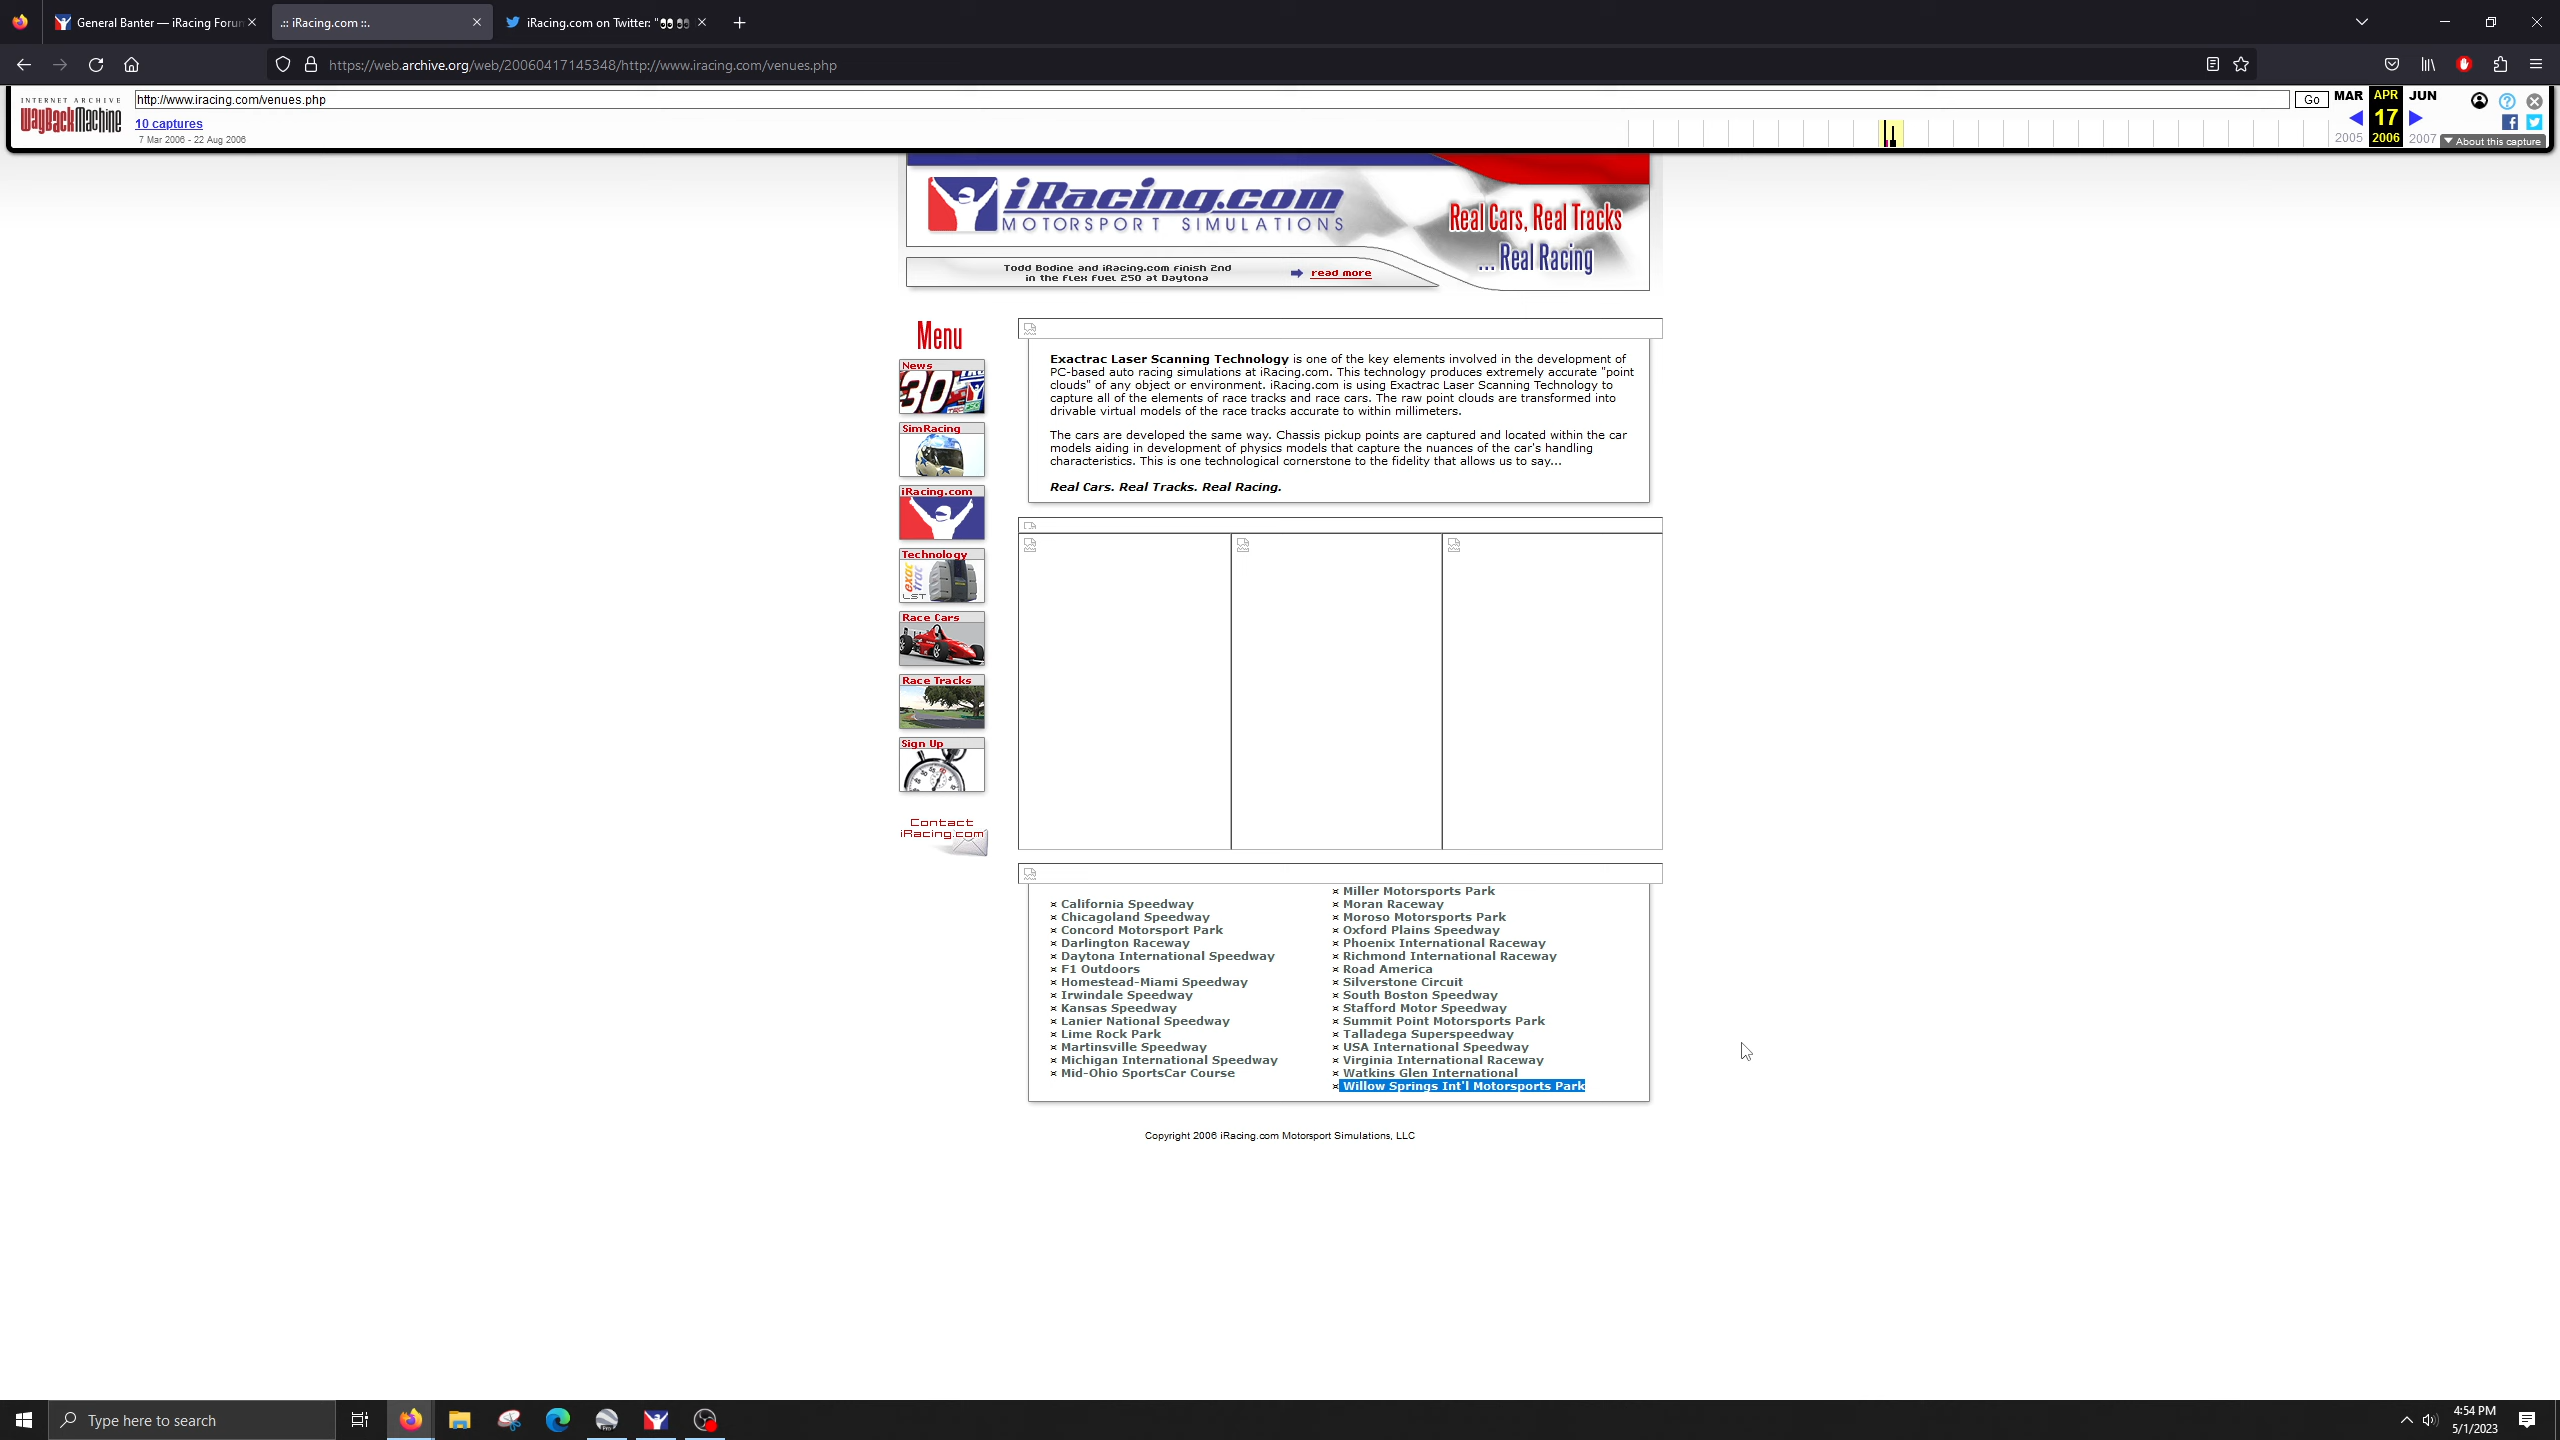 General Banter — iRacing Foru
.:: iRacing.com ::.
iRacing.com on Twitter: "👀 👀
https://web.archive.org/web/20060417145348/http://www.iracing.com/venues.php
INTERNET ARCHIVE
WayBackMachine
http://www.iracing.com/venues.php
Go
10 captures
7 Mar 2006 - 22 Aug 2006
MAR APR JUN
17
2005 2006 2007
About this capture
iRacing.com
MOTORSPORT SIMULATIONS
Real Cars, Real Tracks
... Real Racing
Todd Bodine and iRacing.com finish 2nd
in the Flex Fuel 250 at Daytona
read more
Menu
News
30
SimRacing
iRacing.com
Technology
exac
trac
LST
Race Cars
Race Tracks
Sign Up
Contact
iRacing.com
Exactrac Laser Scanning Technology is one of the key elements involved in the development of
PC-based auto racing simulations at iRacing.com. This technology produces extremely accurate "point
clouds" of any object or environment. iRacing.com is using Exactrac Laser Scanning Technology to
capture all of the elements of race tracks and race cars. The raw point clouds are transformed into
drivable virtual models of the race tracks accurate to within millimeters.
The cars are developed the same way. Chassis pickup points are captured and located within the car
models aiding in development of physics models that capture the nuances of the car's handling
characteristics. This is one technological cornerstone to the fidelity that allows us to say...
Real Cars. Real Tracks. Real Racing.
¤ California Speedway
¤ Chicagoland Speedway
¤ Concord Motorsport Park
¤ Darlington Raceway
¤ Daytona International Speedway
¤ F1 Outdoors
¤ Homestead-Miami Speedway
¤ Irwindale Speedway
¤ Kansas Speedway
¤ Lanier National Speedway
¤ Lime Rock Park
¤ Martinsville Speedway
¤ Michigan International Speedway
¤ Mid-Ohio SportsCar Course
¤ Miller Motorsports Park
¤ Moran Raceway
¤ Moroso Motorsports Park
¤ Oxford Plains Speedway
¤ Phoenix International Raceway
¤ Richmond International Raceway
¤ Road America
¤ Silverstone Circuit
¤ South Boston Speedway
¤ Stafford Motor Speedway
¤ Summit Point Motorsports Park
¤ Talladega Superspeedway
¤ USA International Speedway
¤ Virginia International Raceway
¤ Watkins Glen International
¤ Willow Springs Int'l Motorsports Park
Copyright 2006 iRacing.com Motorsport Simulations, LLC
Type here to search
4:54 PM
5/1/2023